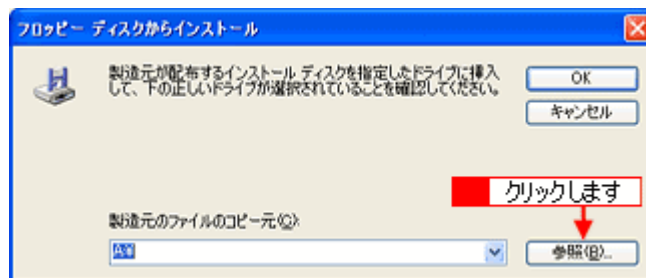 フロッピー ディスクからインストール
製造元が配布するインストール ディスクを指定したドライブに挿入
して、下の正しいドライブが選択されていることを確認してください。
OK
キャンセル
クリックします
製造元のファイルのコピー元(C):
A:¥
参照(B)...